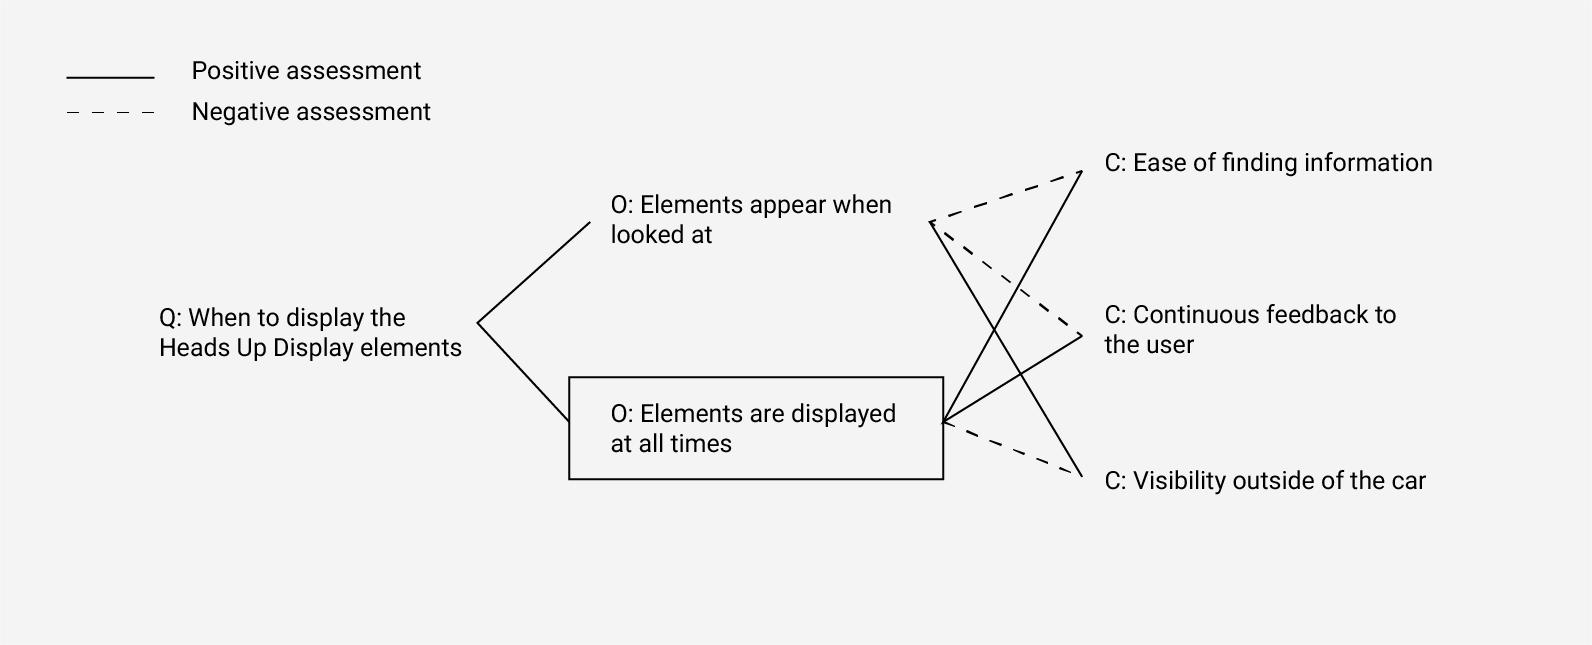 Positive assessment
Negative assessment
Q: When to display the
Heads Up Display elements
O: Elements appear when
looked at
O: Elements are displayed
at all times
C: Ease of finding information
C: Continuous feedback to
the user
C: Visibility outside of the car